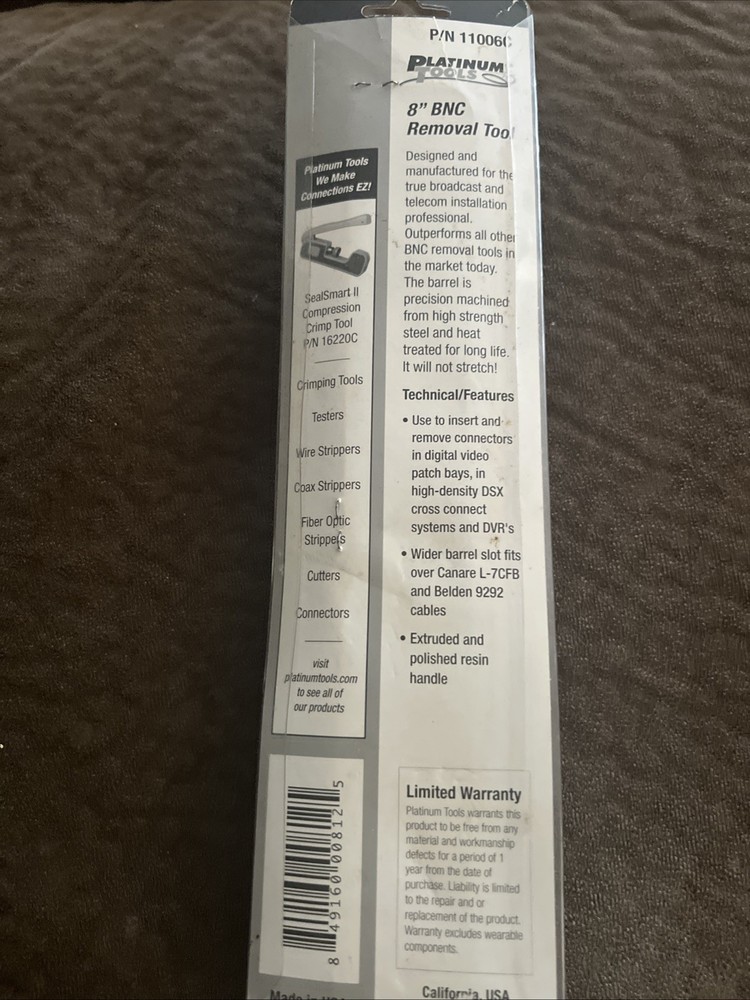 P/N 11006C
PLATINUM
TOOLS
8” BNC
Removal Tool
Designed and
manufactured for the
true broadcast and
telecom installation
professional.
Outperforms all other
BNC removal tools in
the market today.
The barrel is
precision machined
from high strength
steel and heat
treated for long life.
It will not stretch!
Technical/Features
• Use to insert and
remove connectors
in digital video
patch bays, in
high-density DSX
cross connect
systems and DVR's
• Wider barrel slot fits
over Canare L-7CFB
and Belden 9292
cables
• Extruded and
polished resin
handle
Limited Warranty
Platinum Tools warrants this
product to be free from any
material and workmanship
defects for a period of 1
year from the date of
purchase. Liability is limited
to the repair and or
replacement of the product.
Warranty excludes wearable
components.
California, USA
Platinum Tools
We Make
Connections EZ!
SealSmart II
Compression
Crimp Tool
P/N 16220C
Crimping Tools
Testers
Wire Strippers
Coax Strippers
Fiber Optic
Strippers
Cutters
Connectors
visit
platinumtools.com
to see all of
our products
8 49160 00812 5
Made in USA